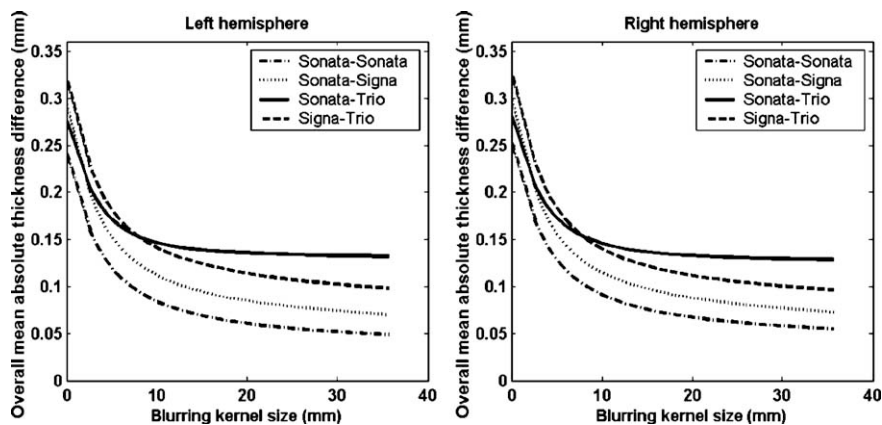 Left hemisphere
Overall mean absolute thickness difference (mm)
0.35
0.3
0.25
0.2
0.15
0.1
0.05
0
Sonata-Sonata
Sonata-Signa
Sonata-Trio
Signa-Trio
0 10 20 30 40
Blurring kernel size (mm)
Right hemisphere
Overall mean absolute thickness difference (mm)
0.35
0.3
0.25
0.2
0.15
0.1
0.05
0
Sonata-Sonata
Sonata-Signa
Sonata-Trio
Signa-Trio
0 10 20 30 40
Blurring kernel size (mm)